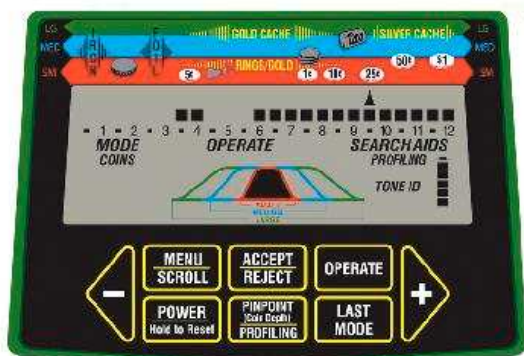 LG GOLD CACHE SILVER CACHE LG
MED IRON FOIL MED
SM RINGS/GOLD SM
5¢ 1¢ 10¢ 25¢ 50¢ $1
- 1 - 2 - 3 - 4 - 5 - 6 - 7 - 8 - 9 - 10 - 11 - 12
MODE OPERATE SEARCH AIDS
COINS PROFILING
TONE ID
SMALL
MEDIUM
LARGE
MENU
SCROLL
ACCEPT
REJECT
OPERATE
- +
POWER
Hold to Reset
PINPOINT
(Coin Depth)
PROFILING
LAST
MODE